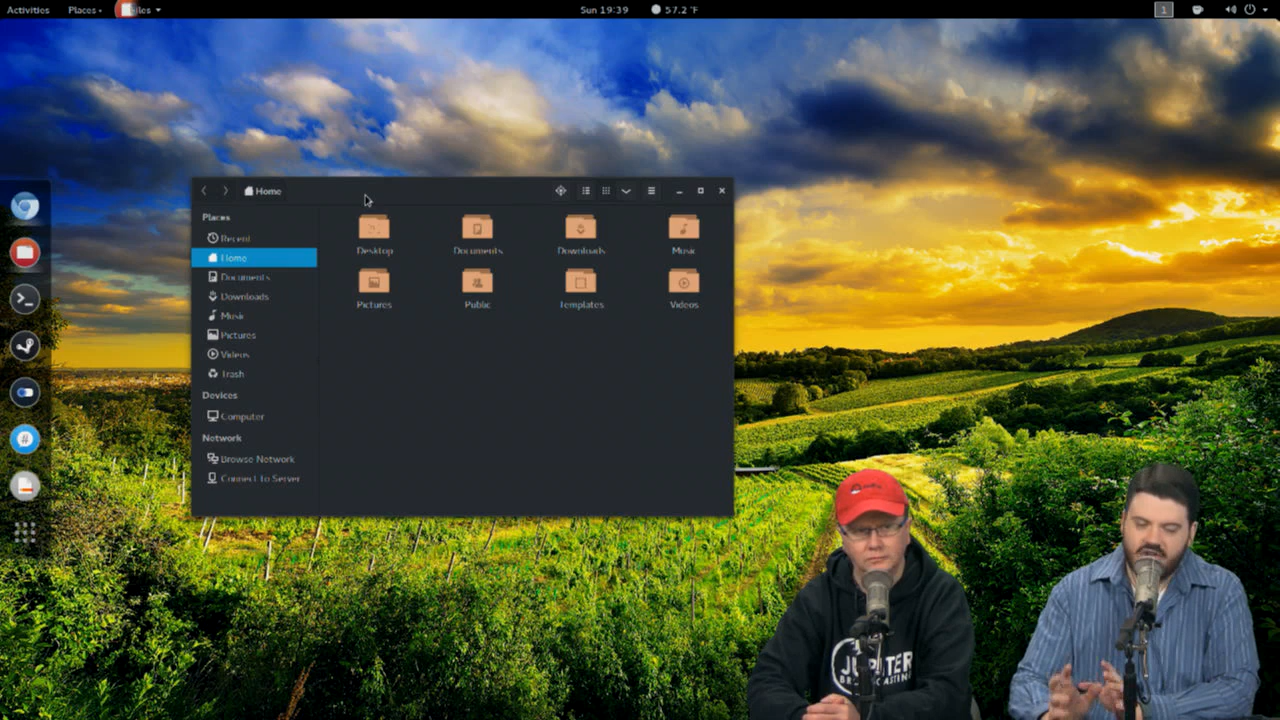 Activities
Places
Sun 19:39
57.2 °F
1
Home
Places
Recent
Home
Documents
Downloads
Music
Pictures
Videos
Trash
Devices
Computer
Network
Browse Network
Connect to Server
Desktop
Documents
Downloads
Music
Pictures
Public
Templates
Videos
#
JUPITER
BROADCASTING